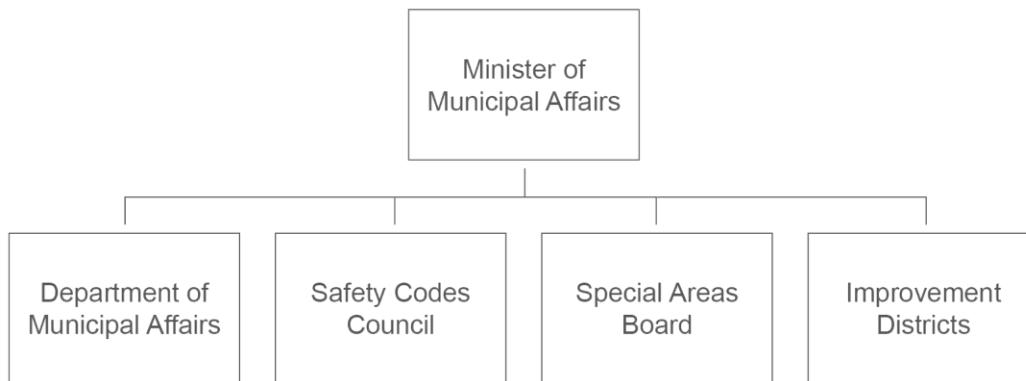 Minister of
Municipal Affairs
Department of
Municipal Affairs
Safety Codes
Council
Special Areas
Board
Improvement
Districts